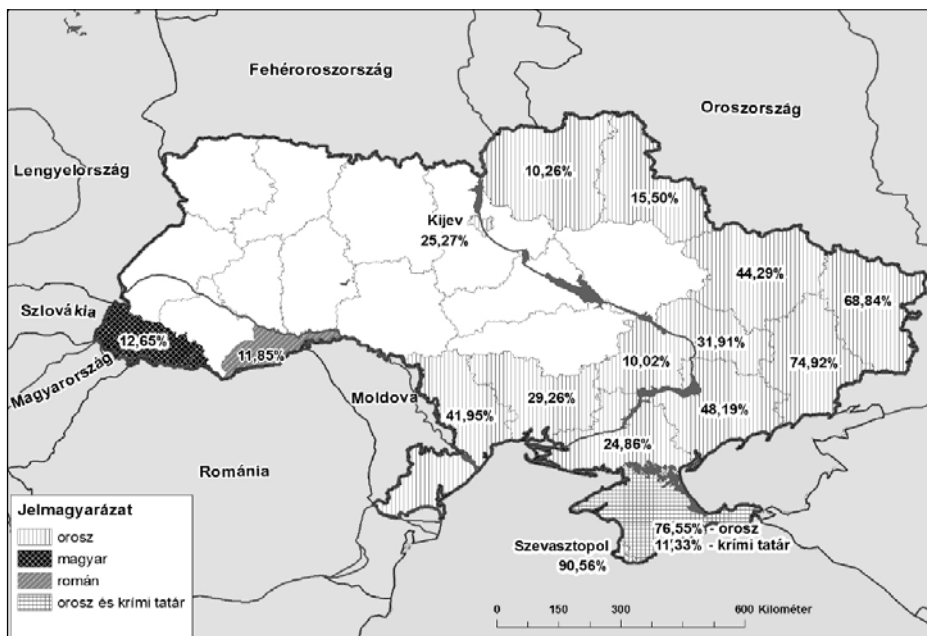 Fehéroroszország
Oroszország
Lengyelország
10,26%
15,50%
Kijev
25,27%
44,29%
68,84%
Szlovákia
12,65%
11,85%
31,91%
10,02%
74,92%
Magyarország
Moldova
41,95%
29,26%
48,19%
24,86%
Románia
Jelmagyarázat
orosz
magyar
román
orosz és krími tatár
76,55% - orosz
11,33% - krími tatár
Szevasztopol
90,56%
0 150 300 600 Kilométer